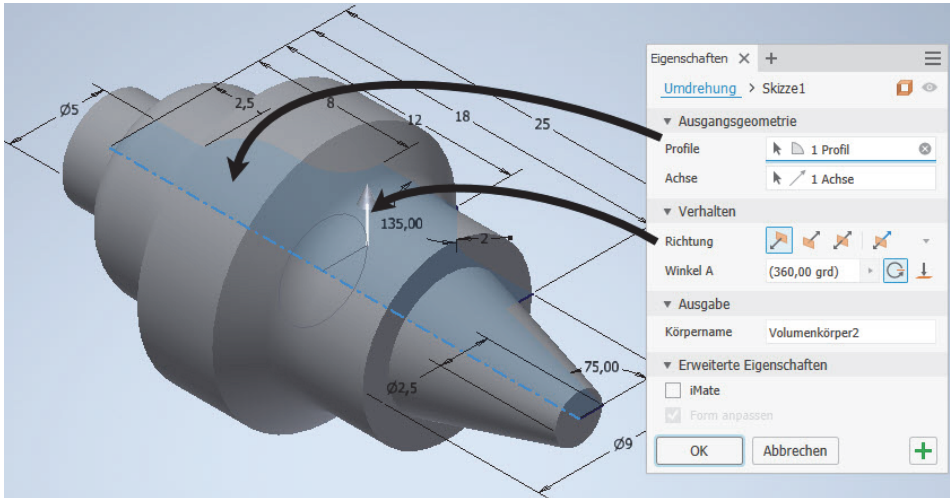 Ø5
2,5
8
12
18
25
135,00
2
75,00
Ø2,5
Ø9
Eigenschaften × +
Umdrehung > Skizze1
Ausgangsgeometrie
Profile 1 Profil
Achse 1 Achse
Verhalten
Richtung
Winkel A (360,00 grd)
Ausgabe
Körpername Volumenkörper2
Erweiterte Eigenschaften
iMate
Form anpassen
OK Abbrechen +